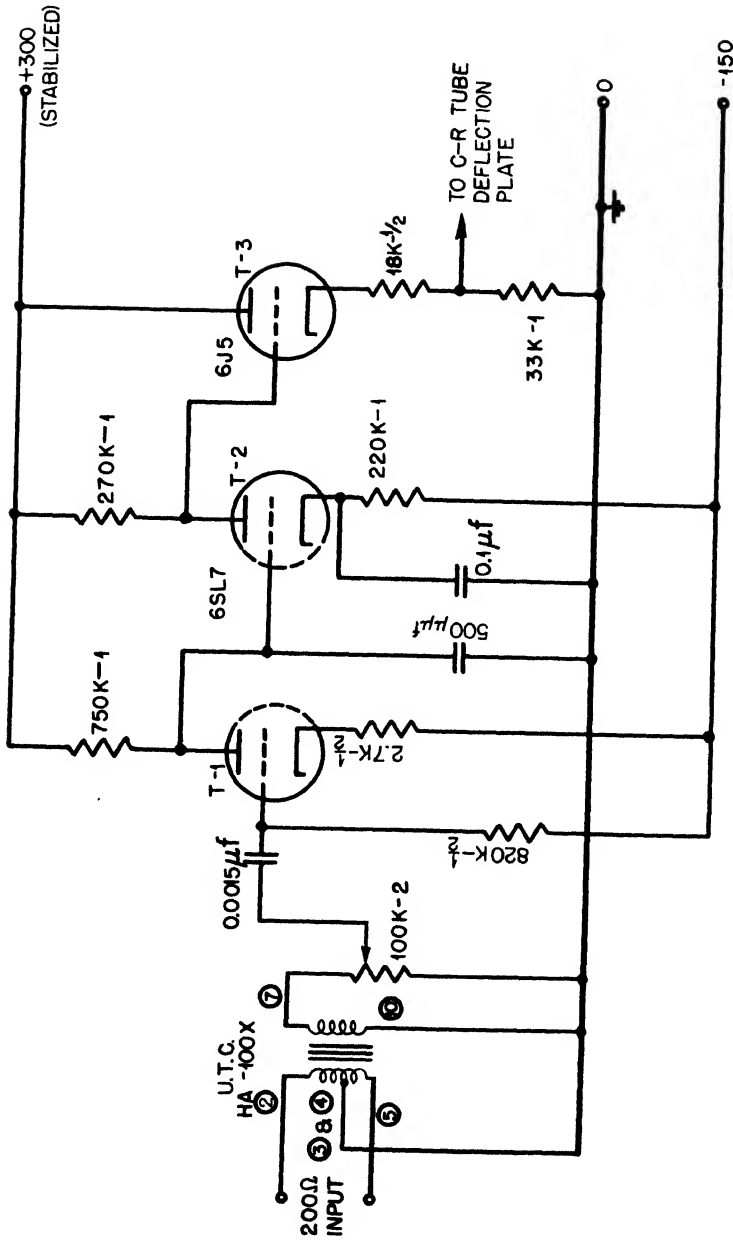 +300
(STABILIZED)
270K-1
750K-1
T-3
6J5
T-2
6SL7
T-1
18K-1/2
TO C-R TUBE
DEFLECTION
PLATE
33K-1
220K-1
0.1μf
500μμf
2.7K-1/2
820K-1/2
0.0015μf
100K-2
U.T.C.
HA-100X
②
⑦
③ & ④
⑩
⑤
200Ω
INPUT
0
-150